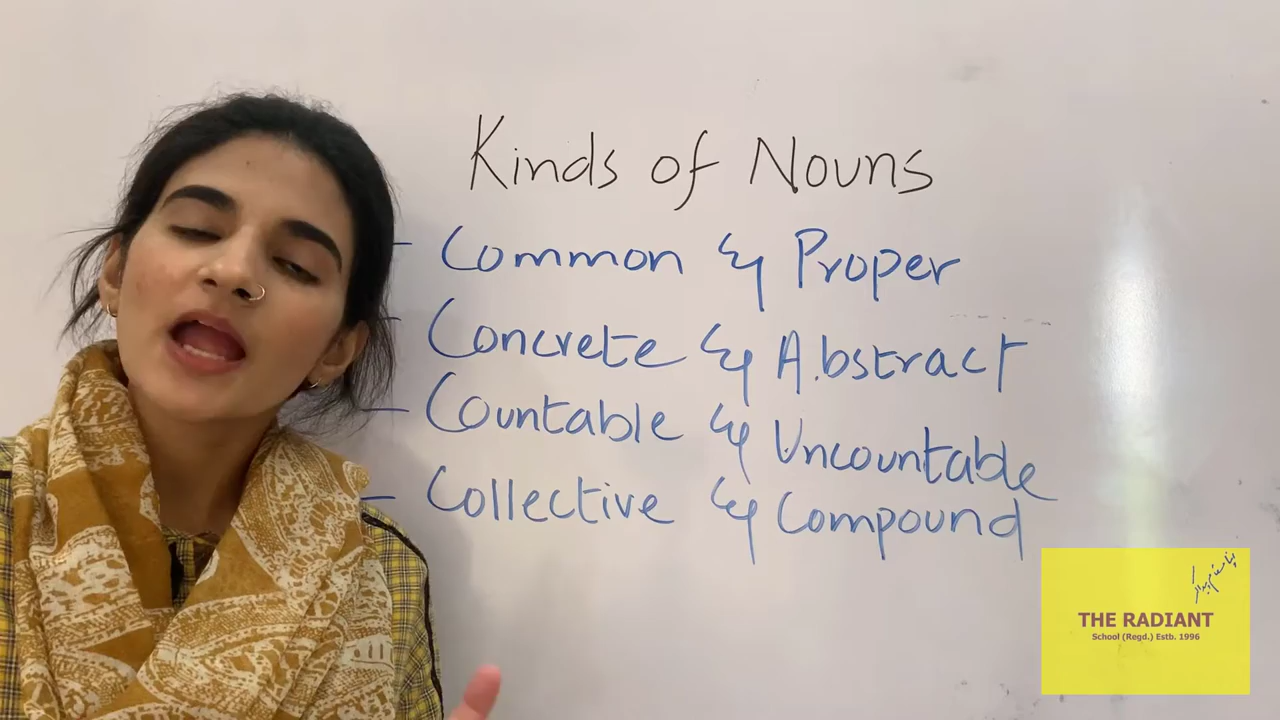 Kinds of Nouns
- Common & Proper
- Concrete & Abstract
- Countable & Uncountable
- Collective & Compound
THE RADIANT
School (Regd.) Estb. 1996